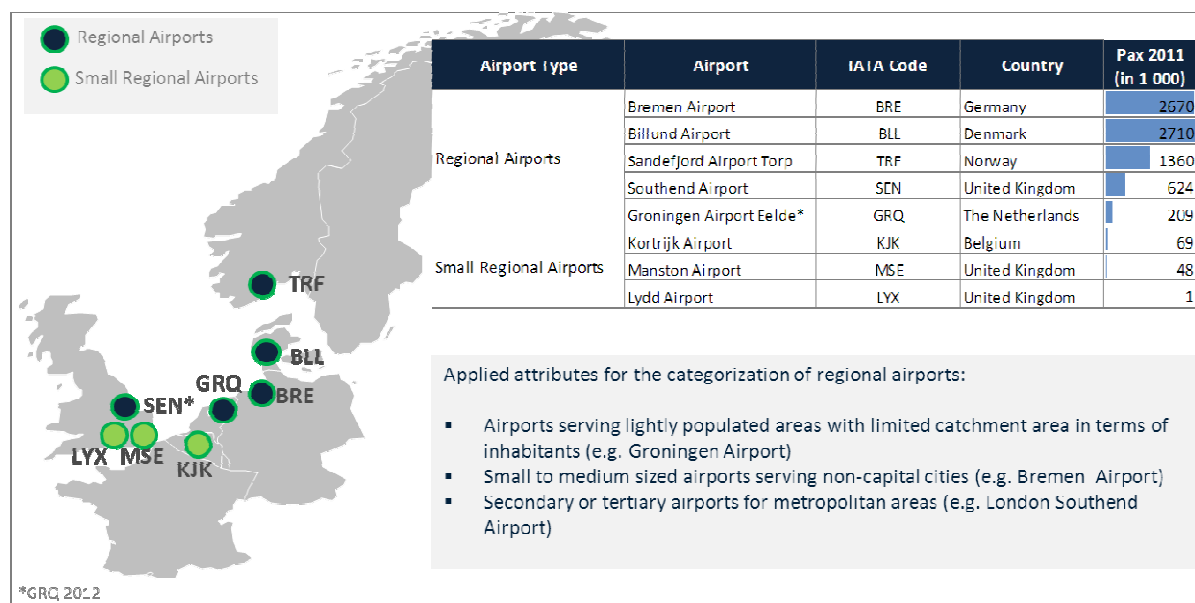 Regional Airports
Small Regional Airports
Airport Type Airport IATA Code Country Pax 2011
(in 1 000)
Regional Airports
Bremen Airport BRE Germany 2670
Billund Airport BLL Denmark 2710
Sandefjord Airport Torp TRF Norway 1360
Southend Airport SEN United Kingdom 624
Groningen Airport Eelde* GRQ The Netherlands 209
Small Regional Airports
Kortrijk Airport KJK Belgium 69
Manston Airport MSE United Kingdom 48
Lydd Airport LYX United Kingdom 1
TRF
BLL
GRQ
BRE
SEN*
LYX MSE
KJK
Applied attributes for the categorization of regional airports:
▪ Airports serving lightly populated areas with limited catchment area in terms of
inhabitants (e.g. Groningen Airport)
▪ Small to medium sized airports serving non-capital cities (e.g. Bremen Airport)
▪ Secondary or tertiary airports for metropolitan areas (e.g. London Southend
Airport)
*GRQ 2012